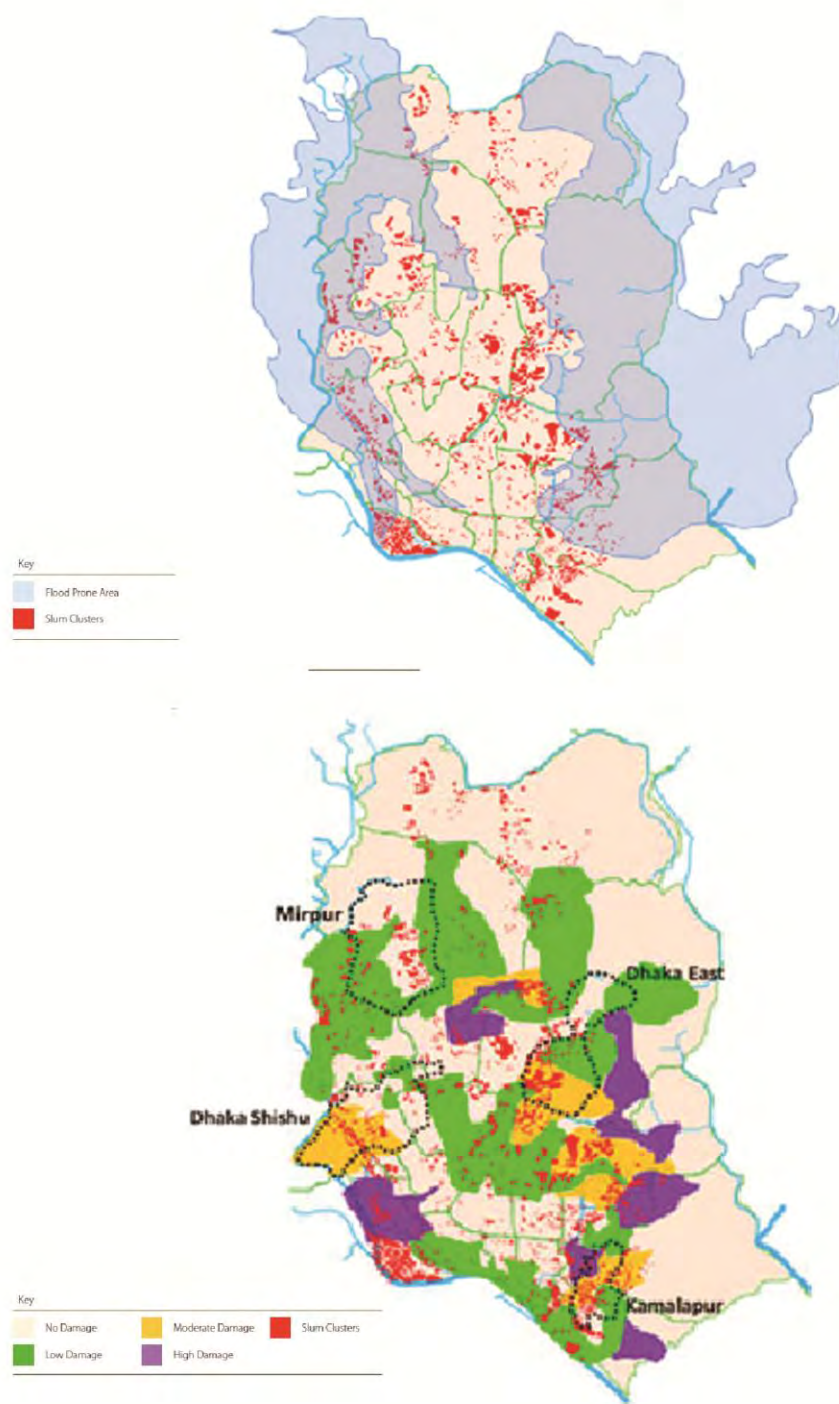 Key
Flood Prone Area
Slum Clusters
Mirpur
Dhaka East
Dhaka Shishu
Kamalapur
Key
No Damage
Moderate Damage
Slum Clusters
Low Damage
High Damage